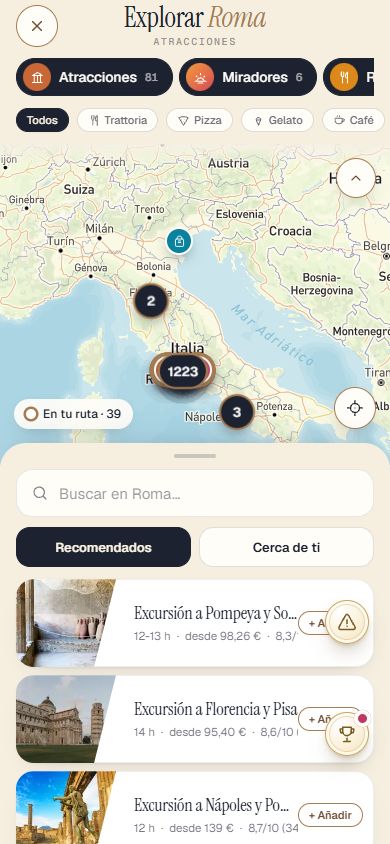 Explorar Roma
ATRACCIONES
Atracciones 81
Miradores 6
Todos
Trattoria
Pizza
Gelato
Café
Zúrich
Austria
Suiza
Ginebra
Trento
Eslovenia
Milán
Turín
Croacia
Génova
Bolonia
Bosnia-
Herzegovina
2
Mar Adriático
Montenegro
Italia
1223
En tu ruta · 39
3
Potenza
Buscar en Roma...
Recomendados
Cerca de ti
Excursión a Pompeya y So...
12-13 h · desde 98,26 € · 8,3/
Excursión a Florencia y Pisa
14 h · desde 95,40 € · 8,6/10
Excursión a Nápoles y Po...
+ Añadir
12 h · desde 139 € · 8,7/10 (34